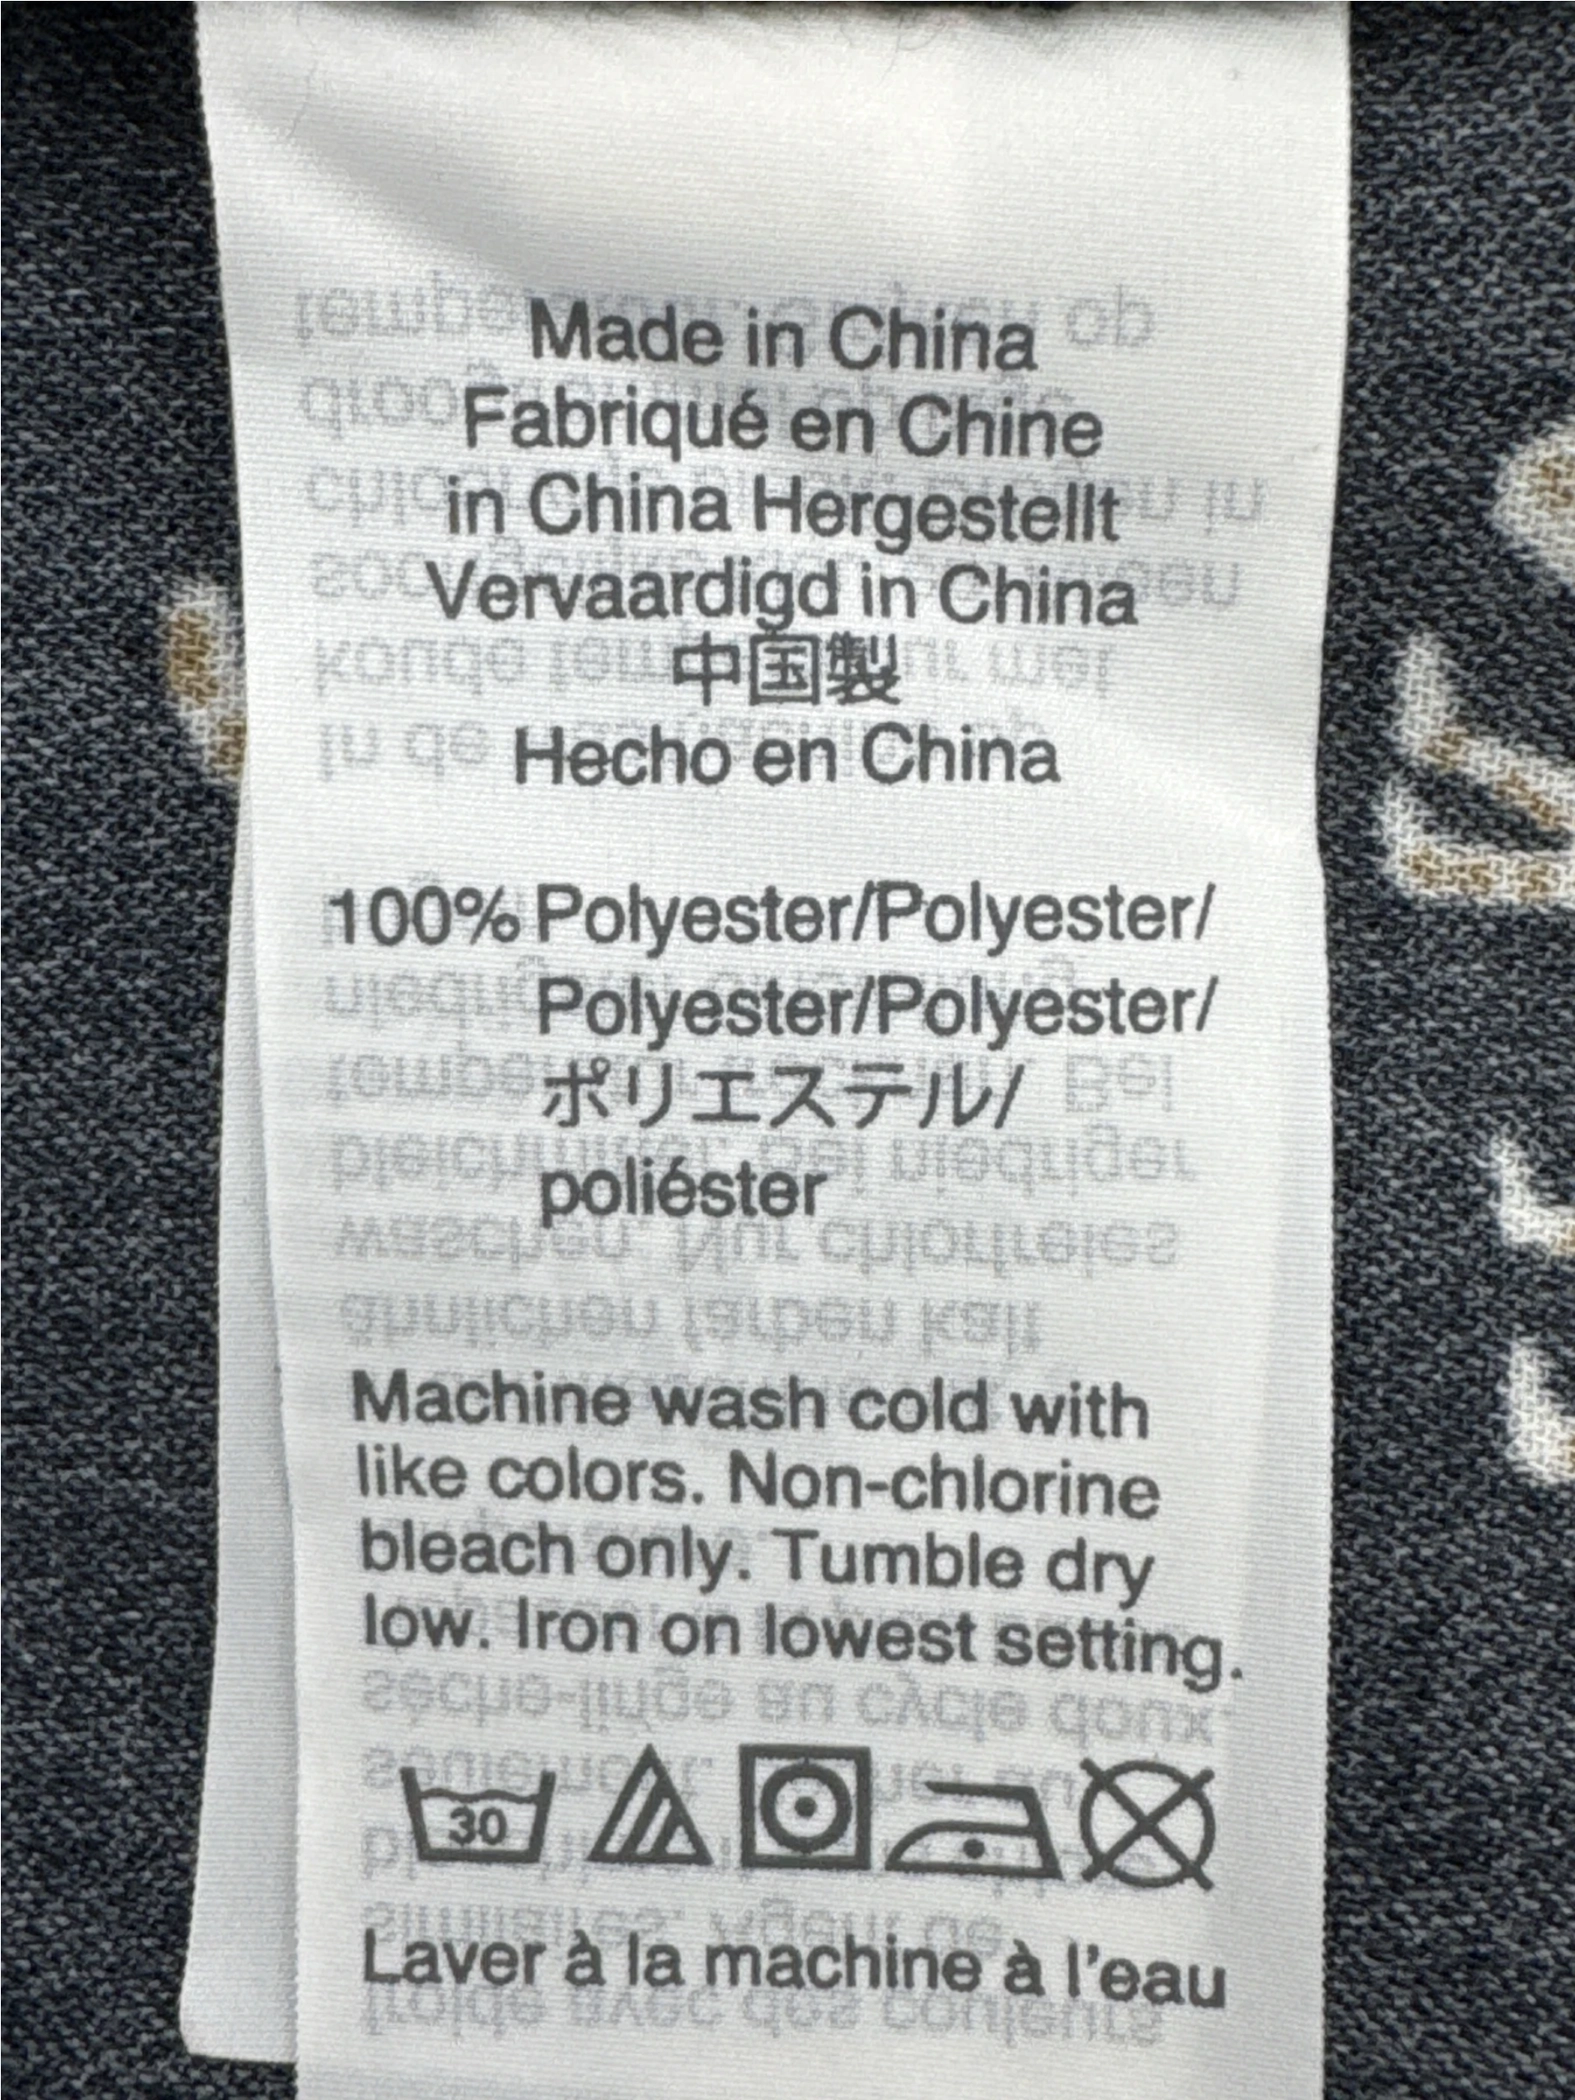 Made in China
Fabriqué en Chine
in China Hergestellt
Vervaardigd in China
中国製
Hecho en China
100% Polyester/Polyester/
Polyester/Polyester/
ポリエステル/
poliéster
Machine wash cold with
like colors. Non-chlorine
bleach only. Tumble dry
low. Iron on lowest setting.
30
Laver à la machine à l'eau